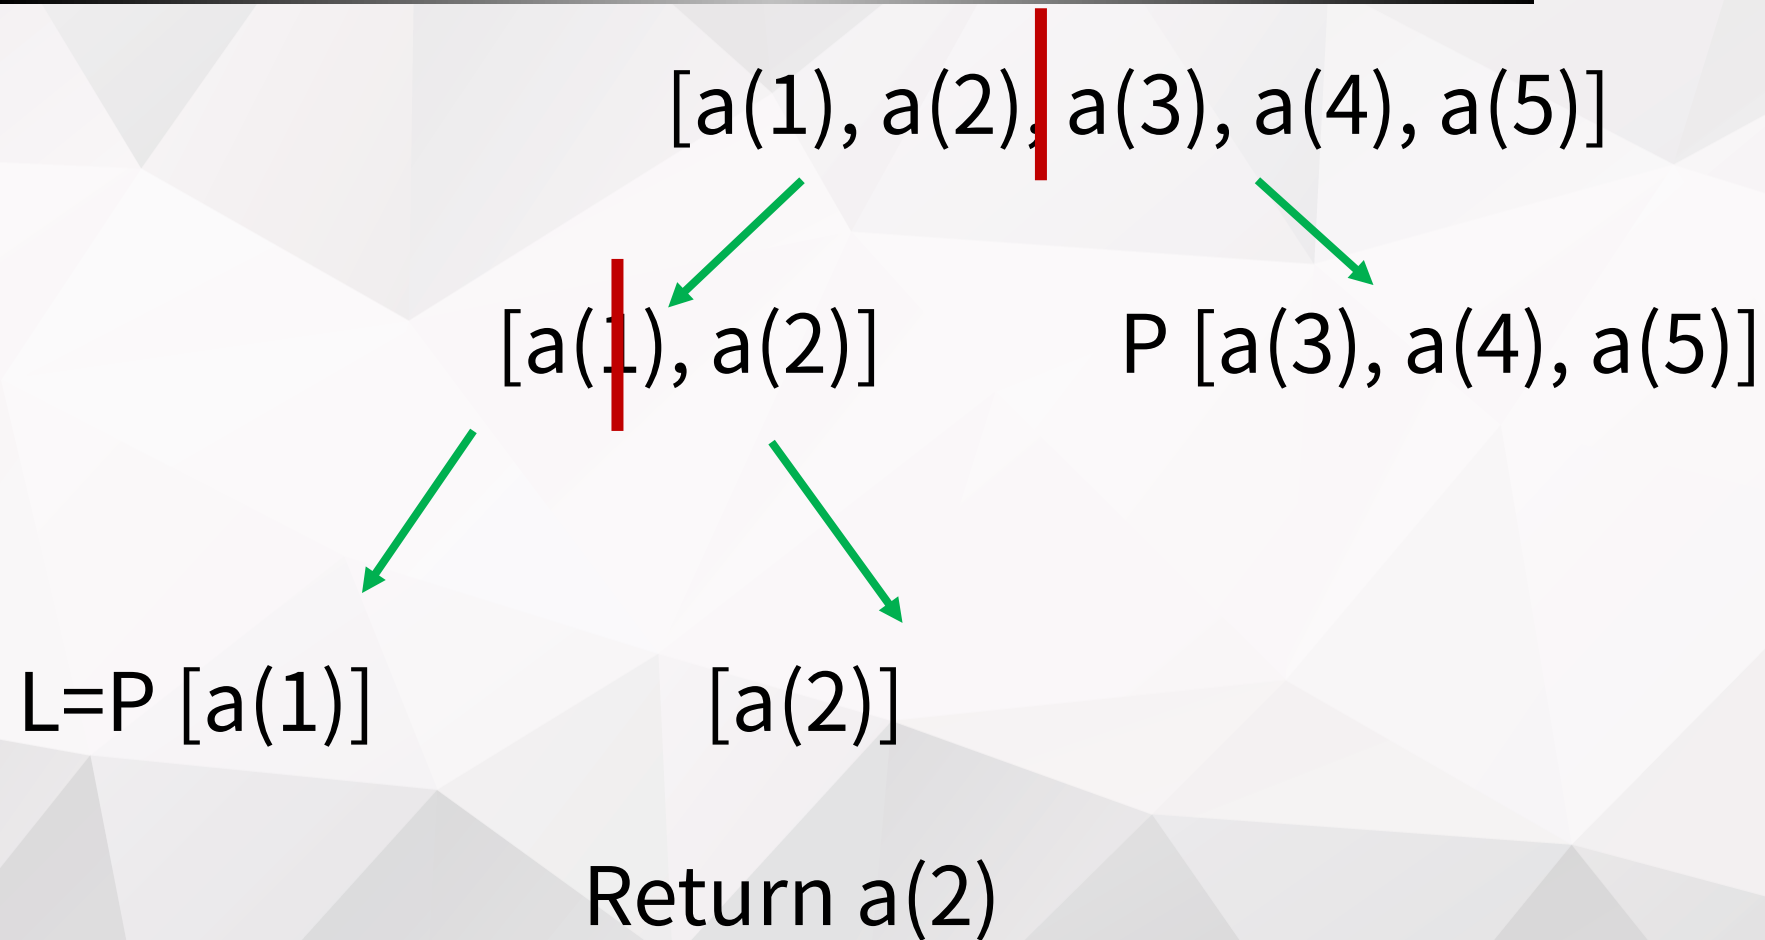 [a(1), a(2), a(3), a(4), a(5)]
[a(1), a(2)]
P [a(3), a(4), a(5)]
L=P [a(1)]
[a(2)]
Return a(2)